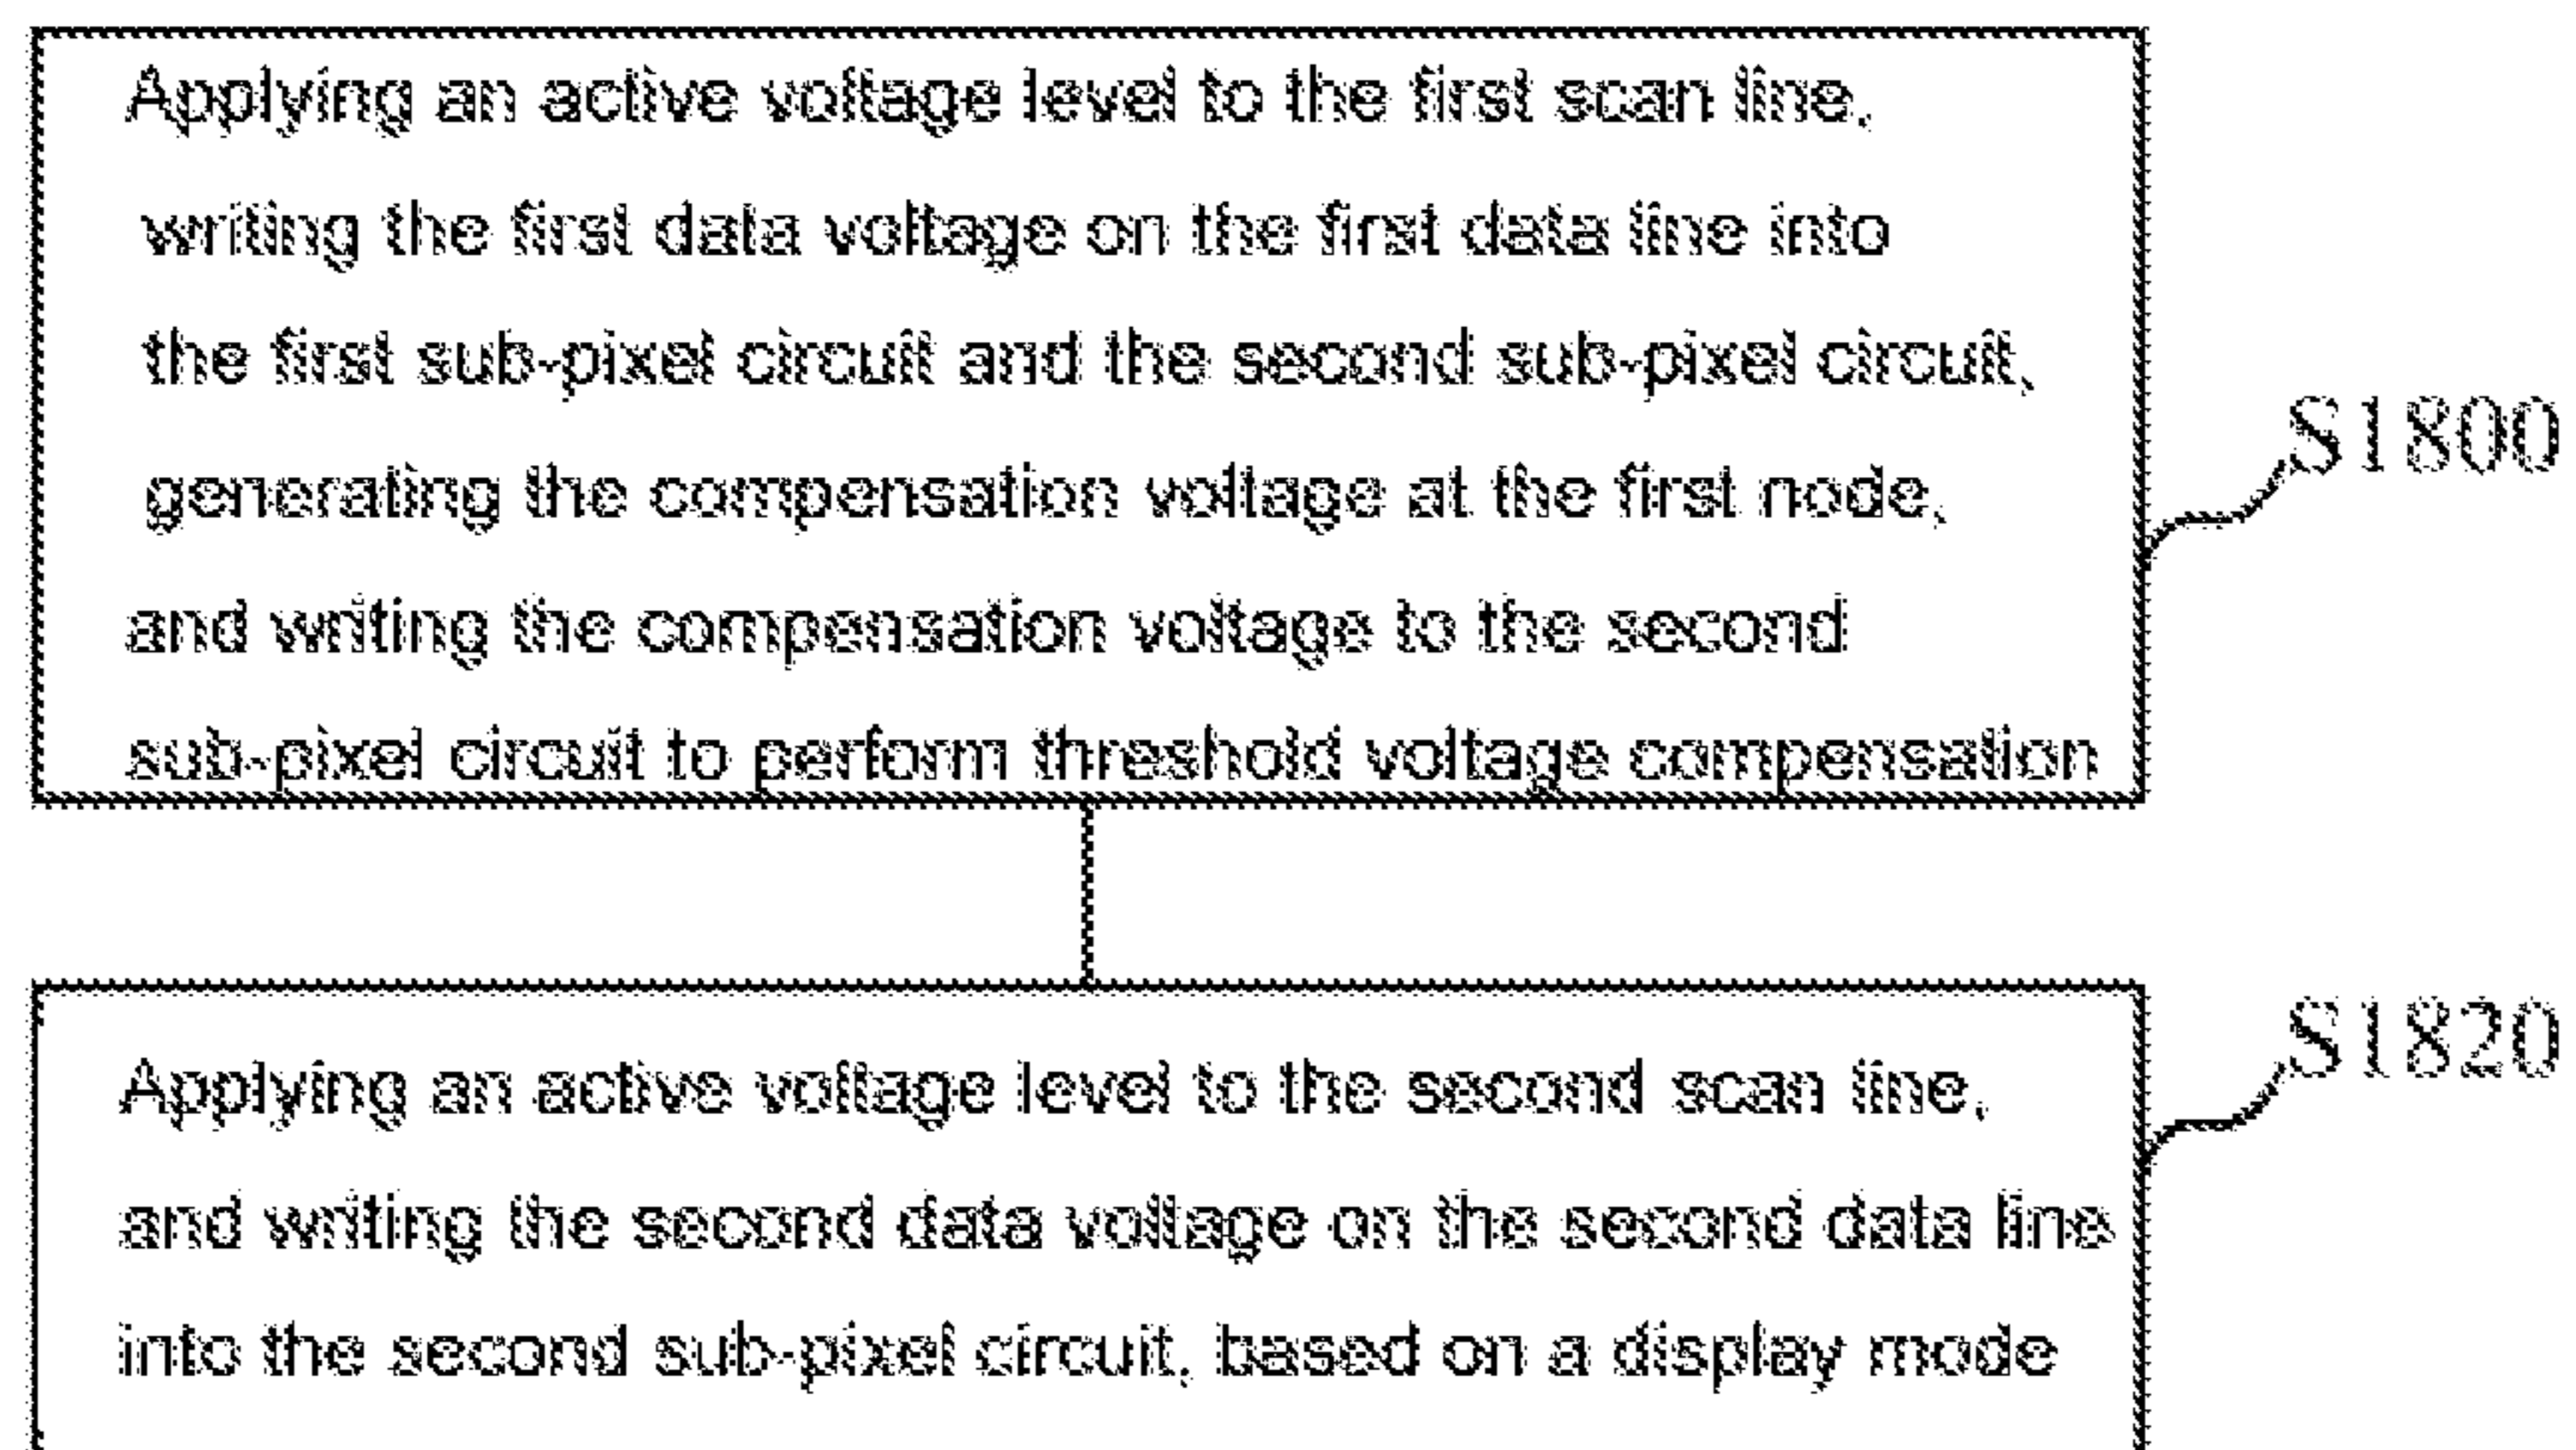 Applying an active voltage level to the first scan line,
writing the first data voltage on the first data line into
the first sub-pixel circuit and the second sub-pixel circuit,
generating the compensation voltage at the first node,
and writing the compensation voltage to the second
sub-pixel circuit to perform threshold voltage compensation
S1800
Applying an active voltage level to the second scan line,
and writing the second data voltage on the second data line
into the second sub-pixel circuit, based on a display mode
S1820